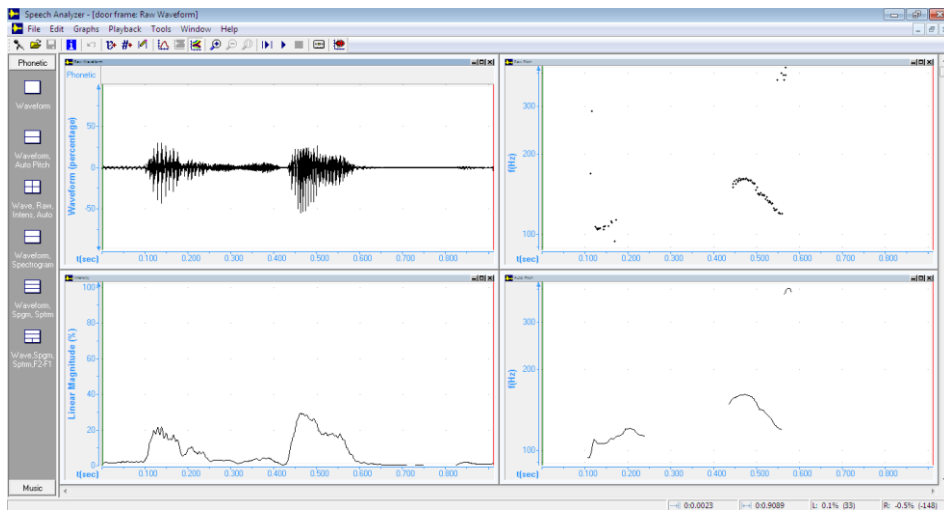 Speech Analyzer - [door frame: Raw Waveform]
File Edit Graphs Playback Tools Window Help
Phonetic
Waveform
Waveform,
Auto Pitch
Wave, Raw,
Intens, Auto
Waveform,
Spectrogram
Waveform,
Spgm, Sptm
Wave,Spgm,
Sptm,F2-F1
Music
Raw Waveform
Phonetic
Waveform (percentage)
50
0
-50
t(sec) 0.100 0.200 0.300 0.400 0.500 0.600 0.700 0.800
Raw Pitch
f(Hz)
300
200
100
t(sec) 0.100 0.200 0.300 0.400 0.500 0.600 0.700 0.800
Intensity
Linear Magnitude (%)
100
80
60
40
20
0
t(sec) 0.100 0.200 0.300 0.400 0.500 0.600 0.700 0.800
Auto Pitch
f(Hz)
300
200
100
t(sec) 0.100 0.200 0.300 0.400 0.500 0.600 0.700 0.800
0:0.0023 0:0.9089 L: 0.1% (33) R: -0.5% (-148)